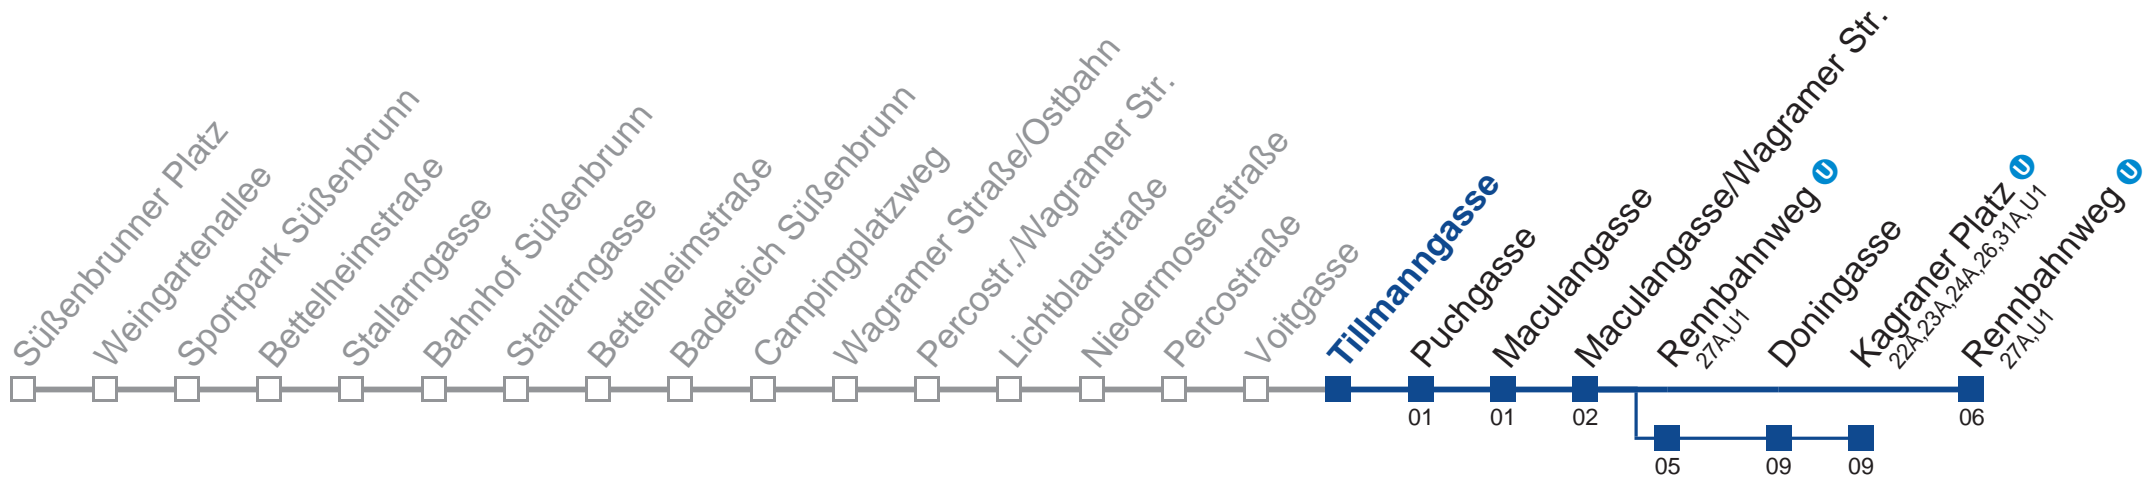 Süßenbrunner Platz
Weingartenallee
Sportpark Süßenbrunn
Bettelheimstraße
Stallarngasse
Bahnhof Süßenbrunn
Stallarngasse
Bettelheimstraße
Badeteich Süßenbrunn
Campingplatzweg
Wagramer Straße/Ostbahn
Percostr./Wagramer Str.
Lichtblaustraße
Niedermoserstraße
Percostraße
Voitgasse
Tillmanngasse
Puchgasse
Maculangasse
Maculangasse/Wagramer Str.
Rennbahnweg U
27A,U1
Doningasse
Kagraner Platz U
22A,23A,24A,26,31A,U1
Rennbahnweg U
27A,U1
01
01
02
06
05
09
09